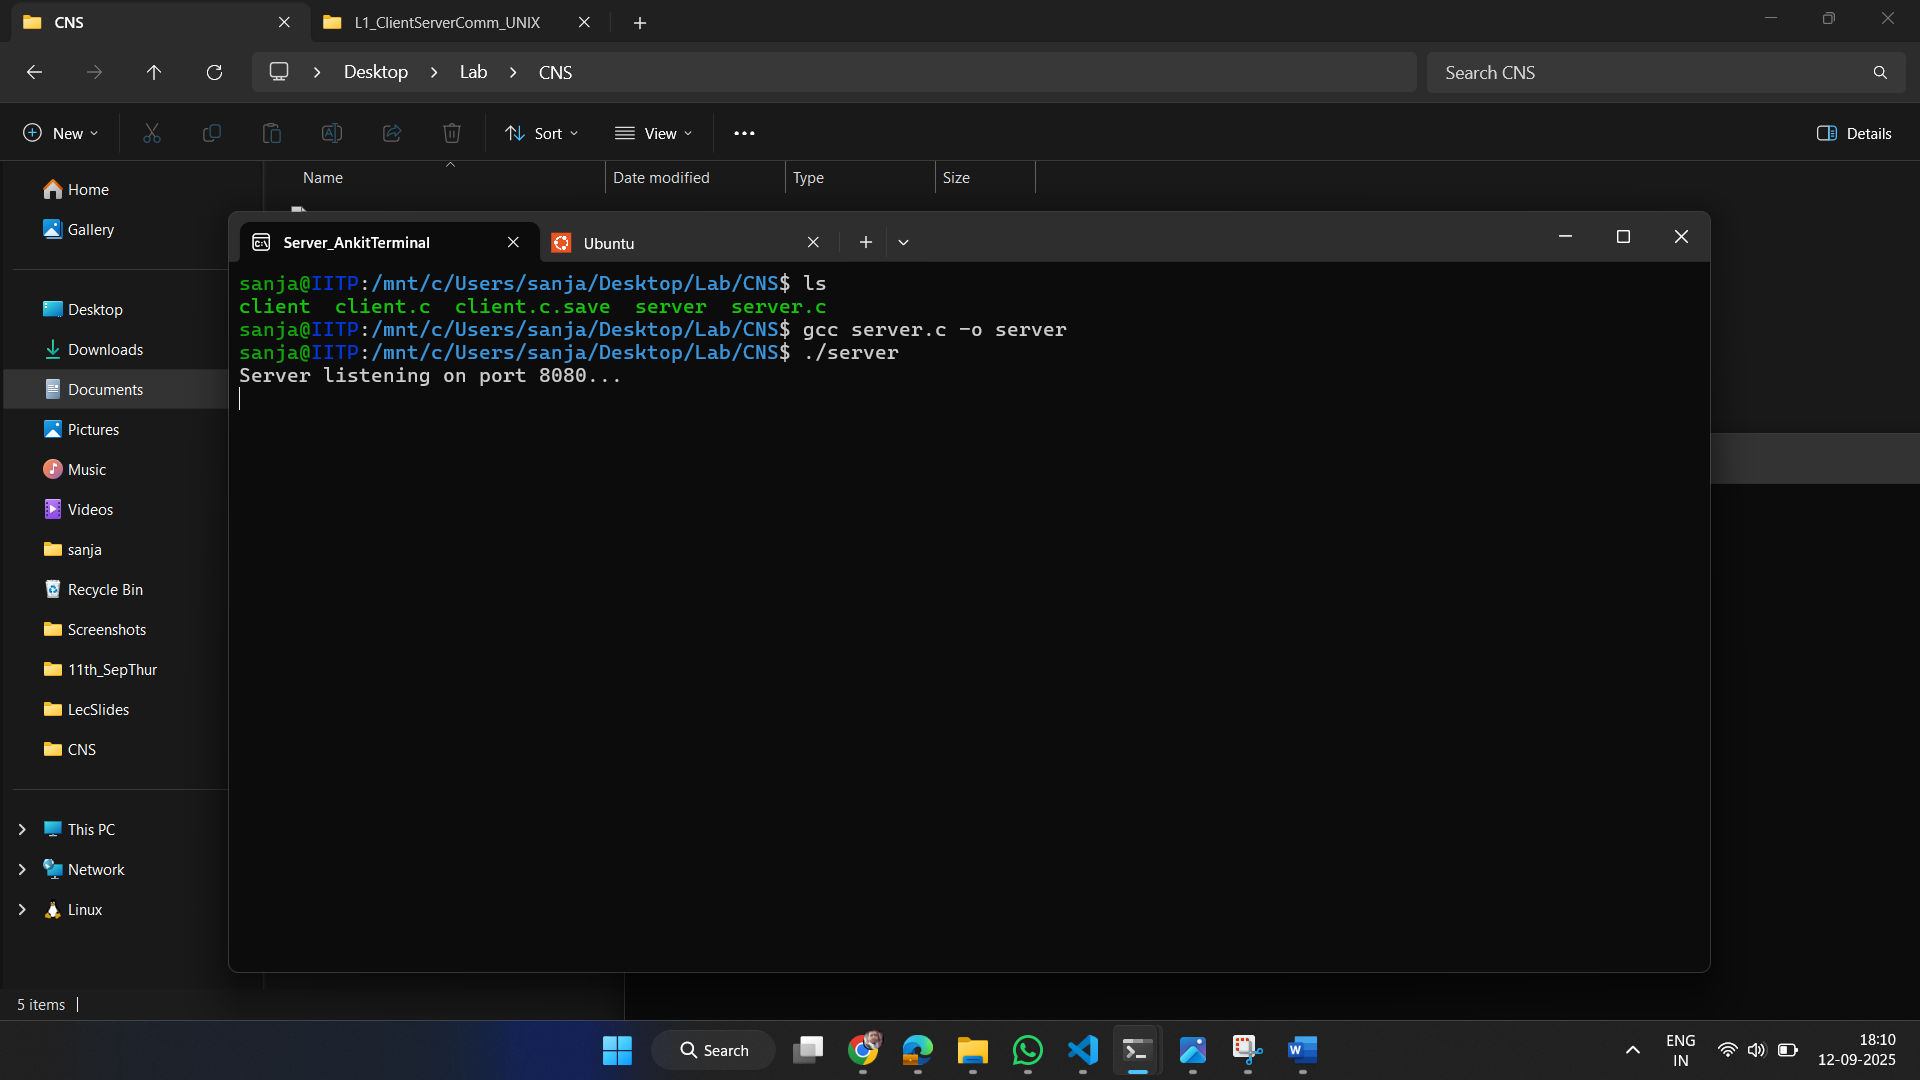 CNS
L1_ClientServerComm_UNIX
Desktop
Lab
CNS
Search CNS
New
Sort
View
Details
Name
Date modified
Type
Size
Home
Gallery
Desktop
Downloads
Documents
Pictures
Music
Videos
sanja
Recycle Bin
Screenshots
11th_SepThur
LecSlides
CNS
This PC
Network
Linux
5 items
Server_AnkitTerminal
Ubuntu
sanja@IITP:/mnt/c/Users/sanja/Desktop/Lab/CNS$ ls
client client.c client.c.save server server.c
sanja@IITP:/mnt/c/Users/sanja/Desktop/Lab/CNS$ gcc server.c -o server
sanja@IITP:/mnt/c/Users/sanja/Desktop/Lab/CNS$ ./server
Server listening on port 8080...
Search
ENG
IN
18:10
12-09-2025